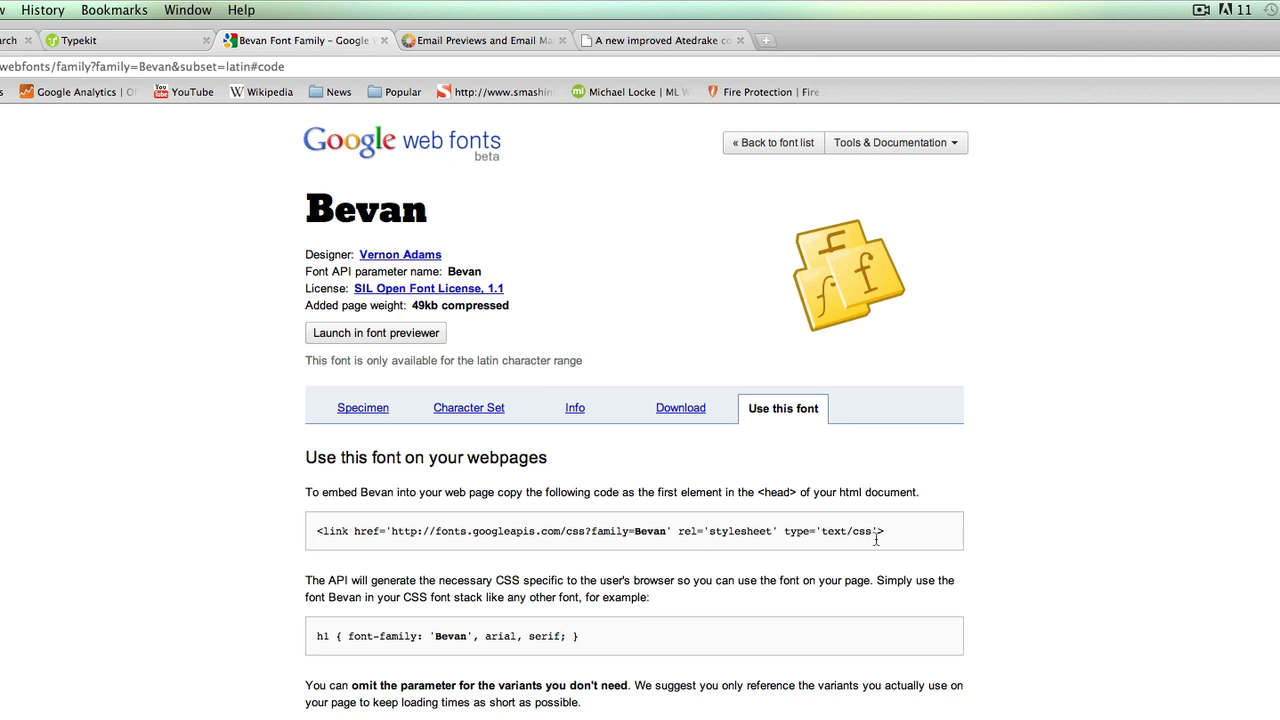 History Bookmarks Window Help 11
Typekit Bevan Font Family – Google Email Previews and Email A new improved Atedrake
webfonts/family?family=Bevan&subset=latin#code
Google Analytics | YouTube Wikipedia News Popular http://www.smashin Michael Locke | ML Fire Protection | Fire
Google web fonts
beta
« Back to font list Tools & Documentation
Bevan
Designer: Vernon Adams
Font API parameter name: Bevan
License: SIL Open Font License, 1.1
Added page weight: 49kb compressed
Launch in font previewer
This font is only available for the latin character range
f f f
Specimen Character Set Info Download Use this font
Use this font on your webpages
To embed Bevan into your web page copy the following code as the first element in the <head> of your html document.
<link href='http://fonts.googleapis.com/css?family=Bevan' rel='stylesheet' type='text/css'>
The API will generate the necessary CSS specific to the user's browser so you can use the font on your page. Simply use the
font Bevan in your CSS font stack like any other font, for example:
h1 { font-family: 'Bevan', arial, serif; }
You can omit the parameter for the variants you don't need. We suggest you only reference the variants you actually use on
your page to keep loading times as short as possible.